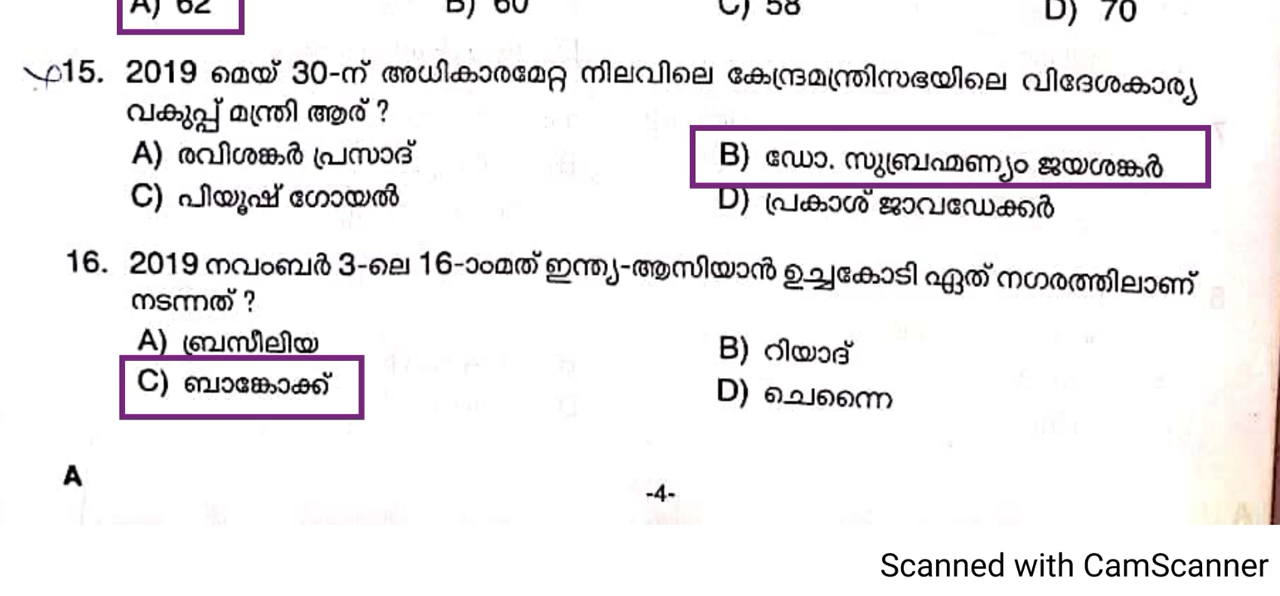 A) 62 B) 60 C) 58 D) 70
15. 2019 മെയ് 30-ന് അധികാരമേറ്റ നിലവിലെ കേന്ദ്രമന്ത്രിസഭയിലെ വിദേശകാര്യ
വകുപ്പ് മന്ത്രി ആര് ?
A) രവിശങ്കർ പ്രസാദ് B) ഡോ. സുബ്രഹ്മണ്യം ജയശങ്കർ
C) പിയൂഷ് ഗോയൽ D) പ്രകാശ് ജാവഡേക്കർ
16. 2019 നവംബർ 3-ലെ 16-ാംമത് ഇന്ത്യ-ആസിയാൻ ഉച്ചകോടി ഏത് നഗരത്തിലാണ്
നടന്നത് ?
A) ബ്രസീലിയ B) റിയാദ്
C) ബാങ്കോക്ക് D) ചെന്നൈ
A -4-
Scanned with CamScanner